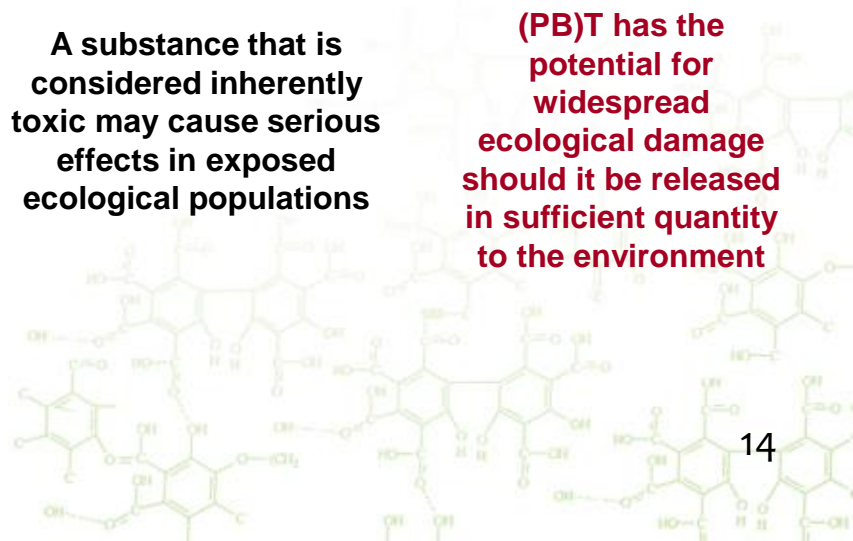 A substance that is
considered inherently
toxic may cause serious
effects in exposed
ecological populations
(PB)T has the
potential for
widespread
ecological damage
should it be released
in sufficient quantity
to the environment
14